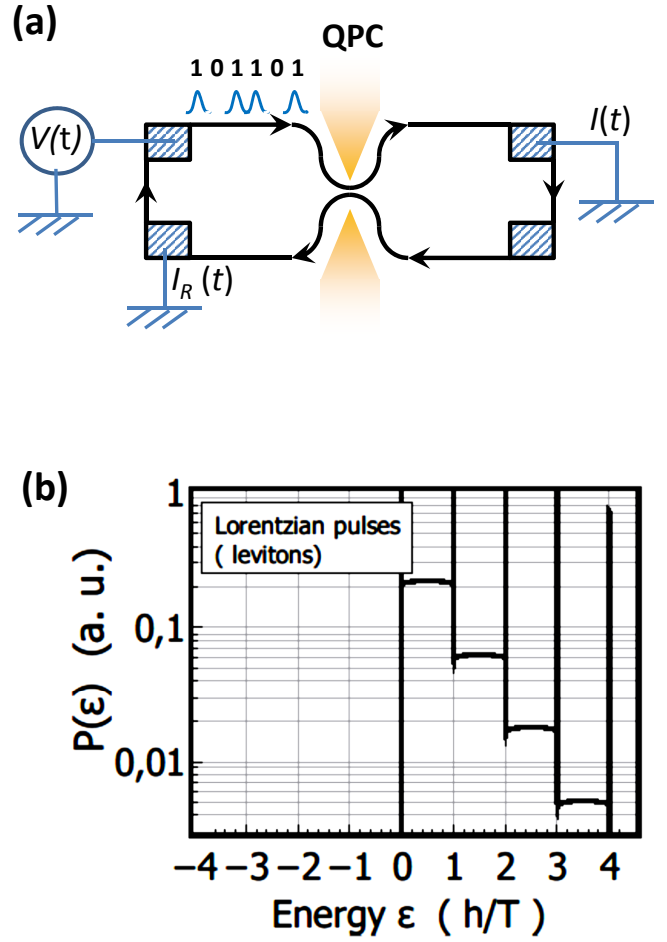 (a)
QPC
1 0 1 1 0 1
V(t)
I(t)
I_R (t)
(b)
Lorentzian pulses
( levitons)
P(ε) (a. u.)
1
0,1
0,01
−4 −3 −2 −1 0 1 2 3 4
Energy ε ( h/T )